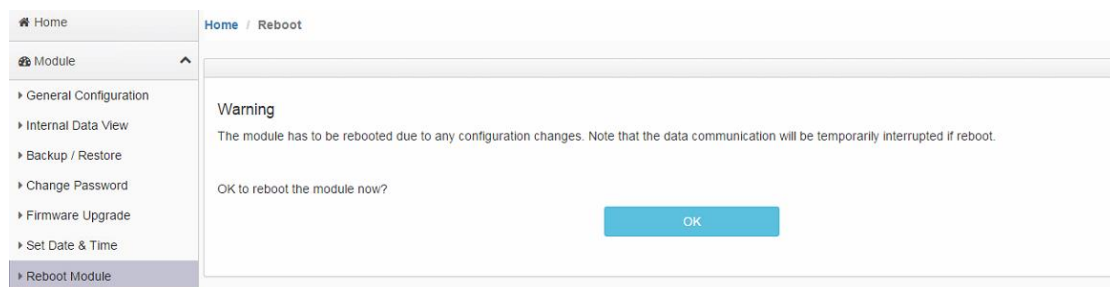 Home
Module
General Configuration
Internal Data View
Backup / Restore
Change Password
Firmware Upgrade
Set Date & Time
Reboot Module
Home / Reboot
Warning
The module has to be rebooted due to any configuration changes. Note that the data communication will be temporarily interrupted if reboot.
OK to reboot the module now?
OK